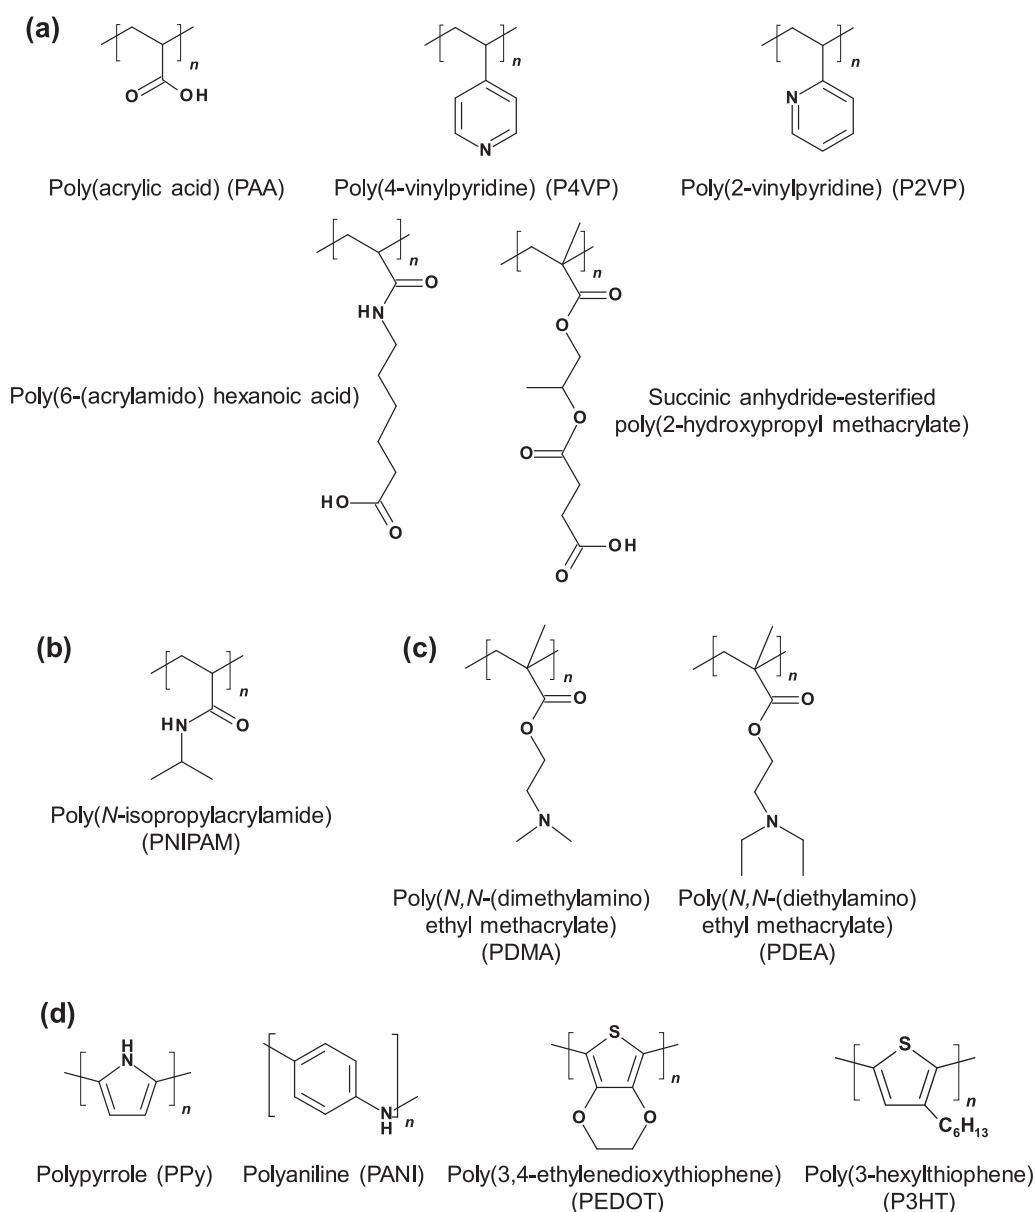 (a)
n
n
n
O
OH
N
N
Poly(acrylic acid) (PAA)
Poly(4-vinylpyridine) (P4VP)
Poly(2-vinylpyridine) (P2VP)
n
n
HN
O
O
O
Poly(6-(acrylamido) hexanoic acid)
Succinic anhydride-esterified
poly(2-hydroxypropyl methacrylate)
O
O
HO
O
OH
O
(b)
(c)
n
n
n
HN
O
O
O
O
O
Poly(N-isopropylacrylamide)
(PNIPAM)
N
N
Poly(N,N-(dimethylamino)
ethyl methacrylate)
(PDMA)
Poly(N,N-(diethylamino)
ethyl methacrylate)
(PDEA)
(d)
H
N
n
N
H
n
S
n
O
O
S
n
C6H13
Polypyrrole (PPy)
Polyaniline (PANI)
Poly(3,4-ethylenedioxythiophene)
(PEDOT)
Poly(3-hexylthiophene)
(P3HT)